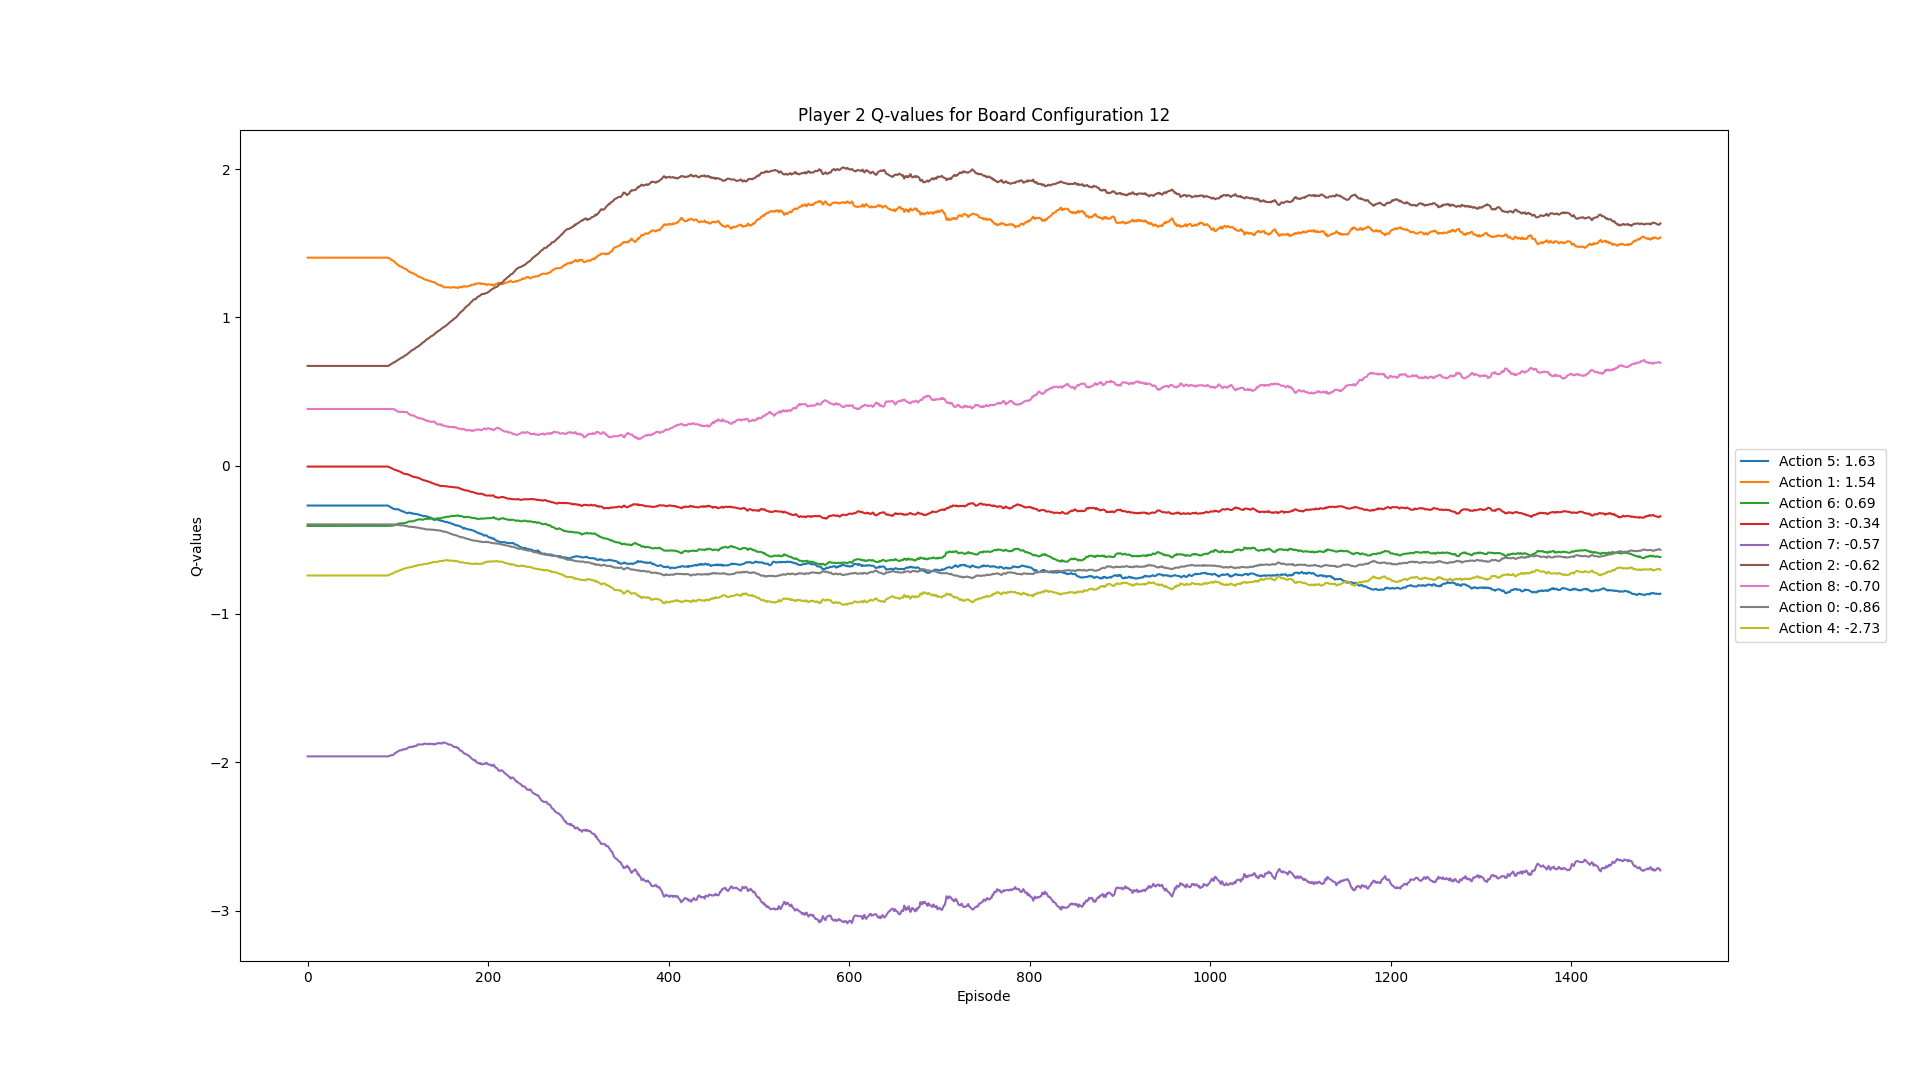 Player 2 Q-values for Board Configuration 12
2
1
0
−1
−2
−3
Q-values
0 200 400 600 800 1000 1200 1400
Episode
Action 5: 1.63
Action 1: 1.54
Action 6: 0.69
Action 3: -0.34
Action 7: -0.57
Action 2: -0.62
Action 8: -0.70
Action 0: -0.86
Action 4: -2.73